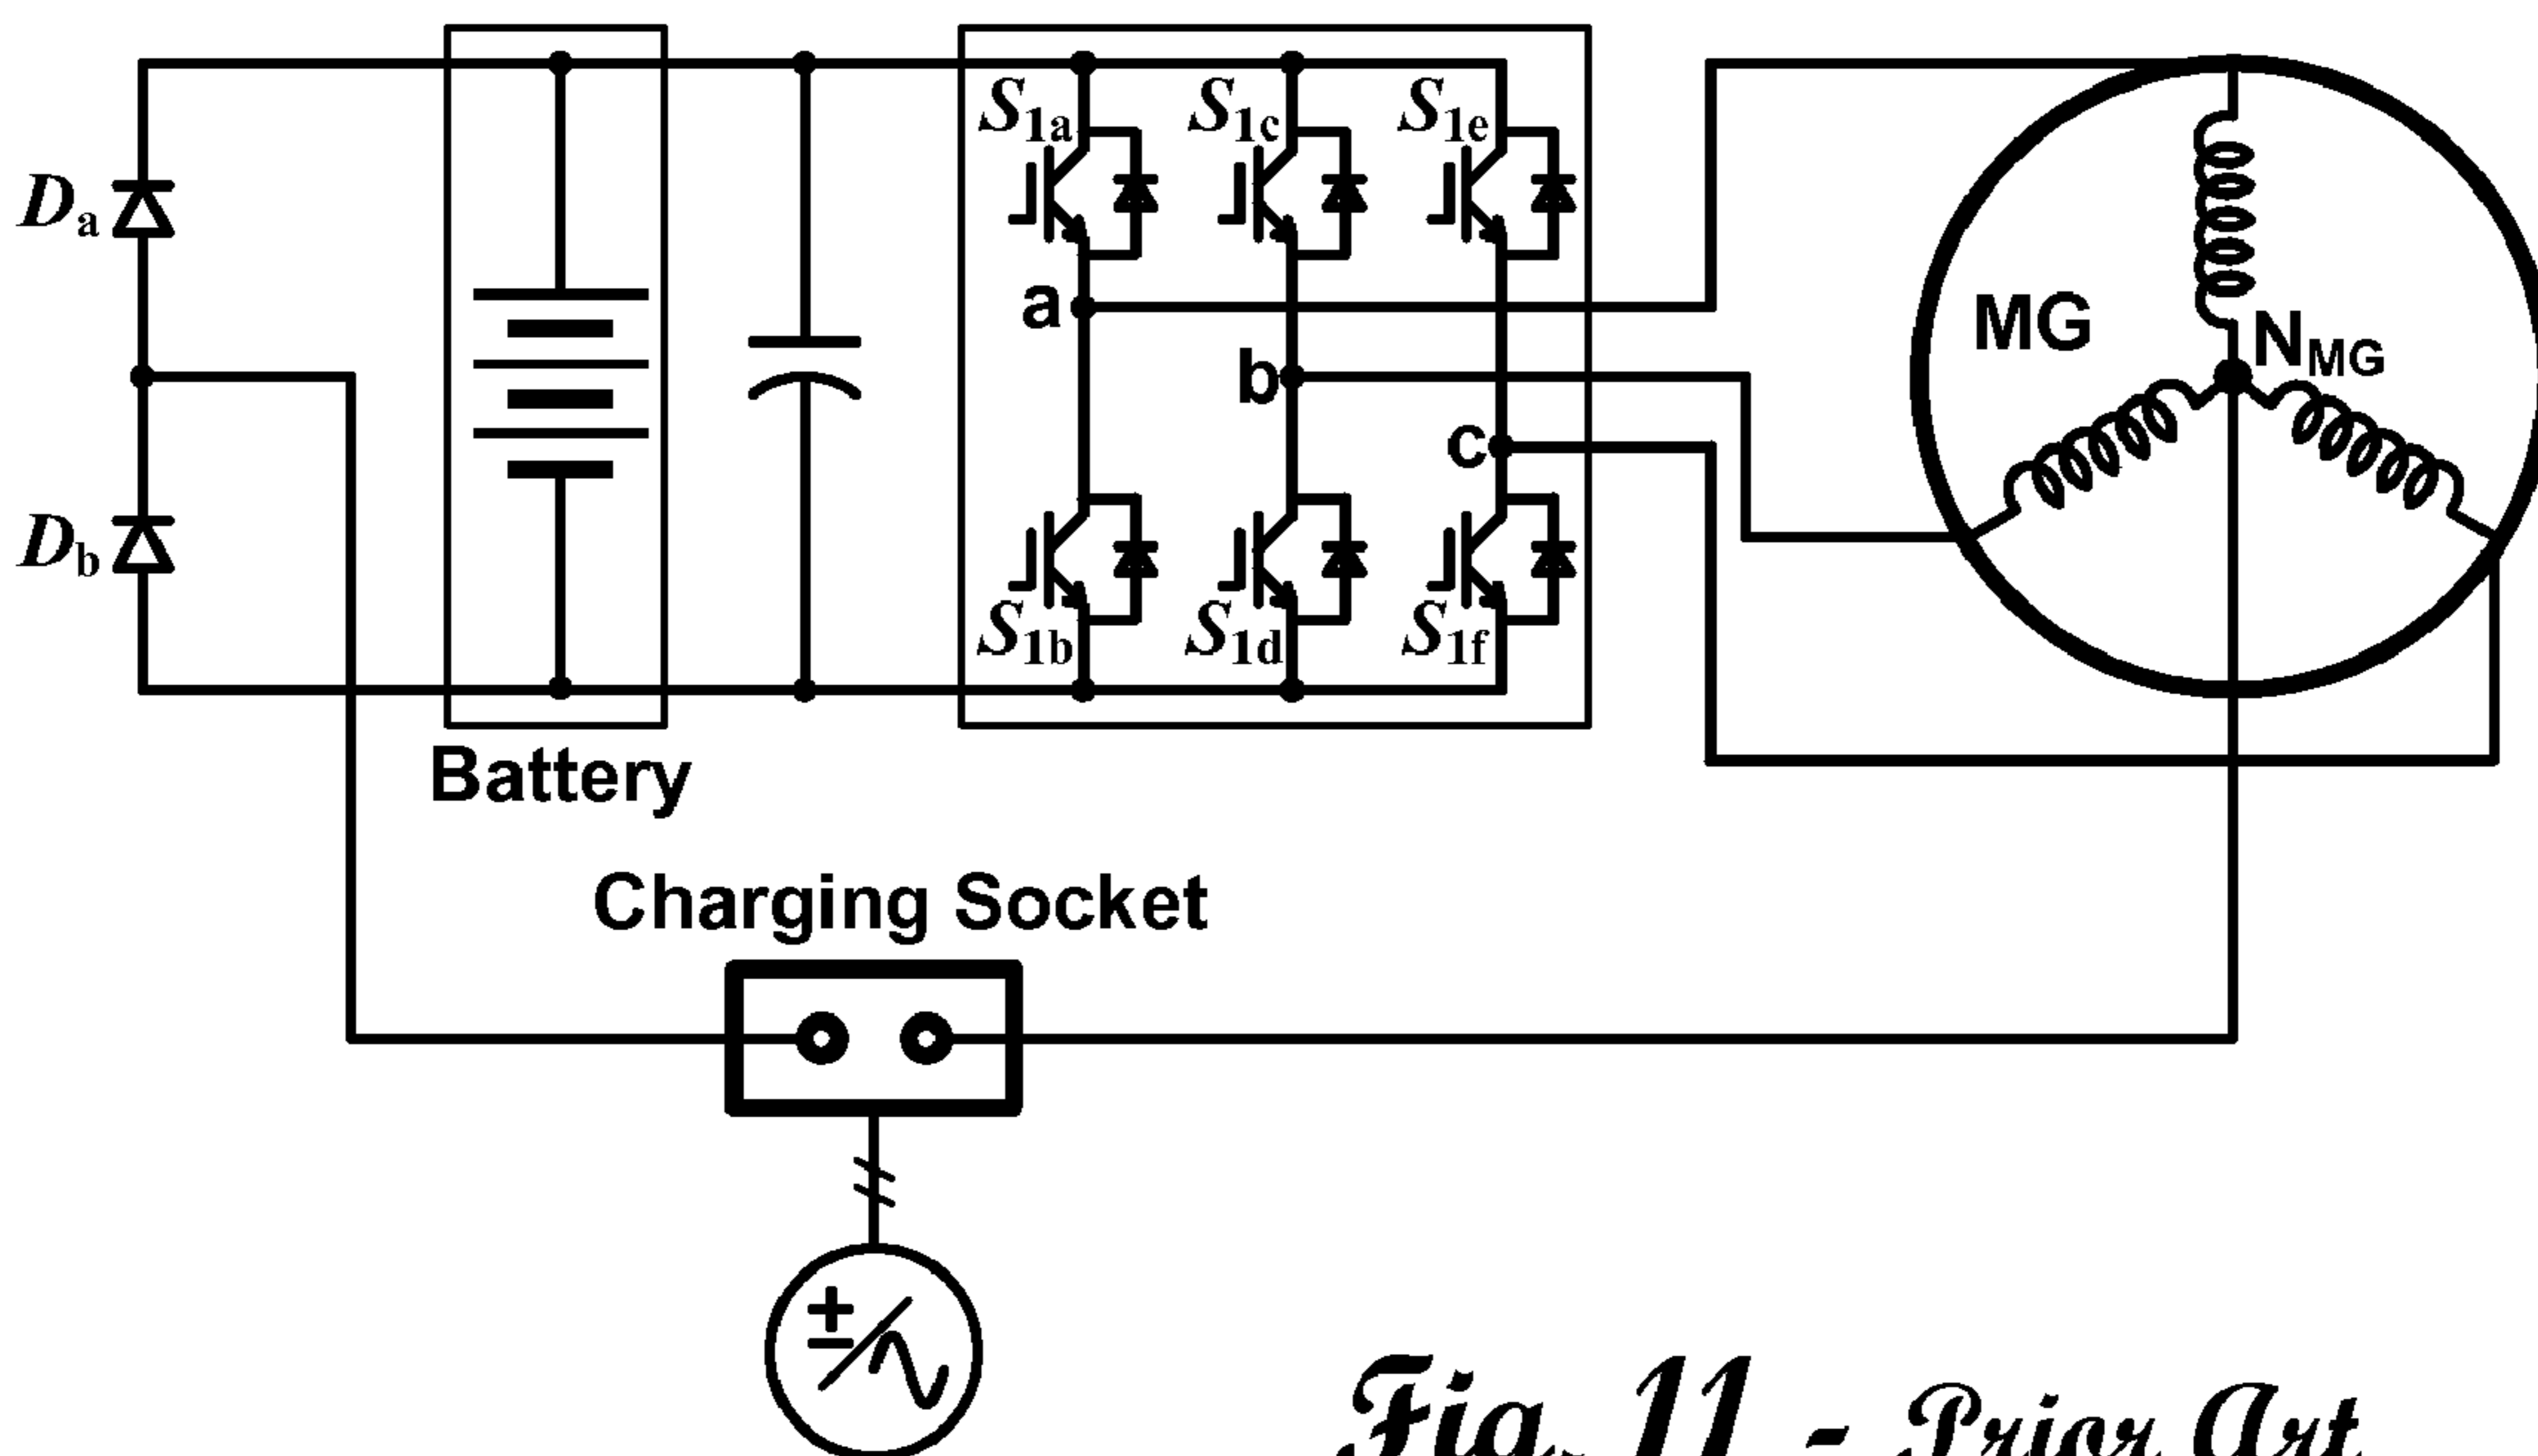 S1a S1c S1e
Da
a
MG
NMG
b
c
Db
S1b S1d S1f
Battery
Charging Socket
±
Fig. 11 - Prior Art